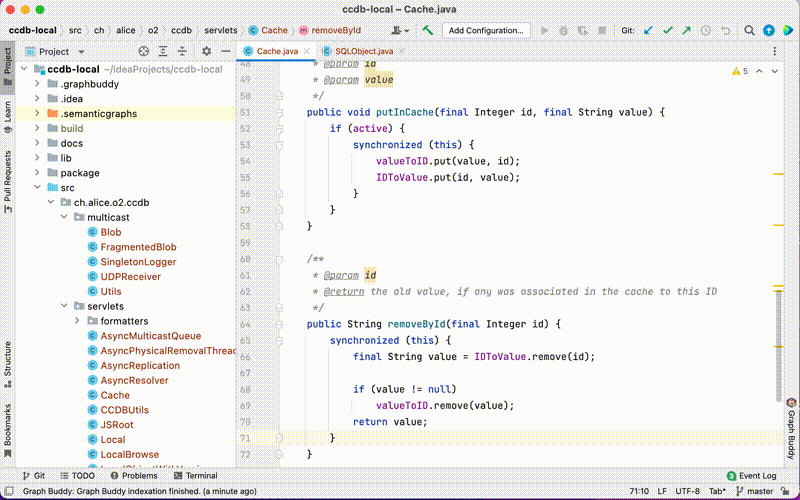 ccdb-local – Cache.java
ccdb-local src ch alice o2 ccdb servlets Cache removeById Add Configuration... Git:
Project Cache.java SQLObject.java
Project
Learn
Pull Requests
Structure
Bookmarks
ccdb-local ~/IdeaProjects/ccdb-local
.graphbuddy
.idea
.semanticgraphs
build
docs
lib
package
src
ch.alice.o2.ccdb
multicast
Blob
FragmentedBlob
SingletonLogger
UDPReceiver
Utils
servlets
formatters
AsyncMulticastQueue
AsyncPhysicalRemovalThread
AsyncReplication
AsyncResolver
Cache
CCDBUtils
JSRoot
Local
LocalBrowse
48 * @param id
49 * @param value
50 */
51 public void putInCache(final Integer id, final String value) {
52 if (active) {
53 synchronized (this) {
54 valueToID.put(value, id);
55 IDToValue.put(id, value);
56 }
57 }
58 }
59
60 /**
61 * @param id
62 * @return the old value, if any was associated in the cache to this ID
63 */
64 public String removeById(final Integer id) {
65 synchronized (this) {
66 final String value = IDToValue.remove(id);
67
68 if (value != null)
69 valueToID.remove(value);
70 return value;
71 }
72 }
5
Graph Buddy
Git TODO Problems Terminal 3 Event Log
Graph Buddy: Graph Buddy indexation finished. (a minute ago) 71:10 LF UTF-8 Tab* master